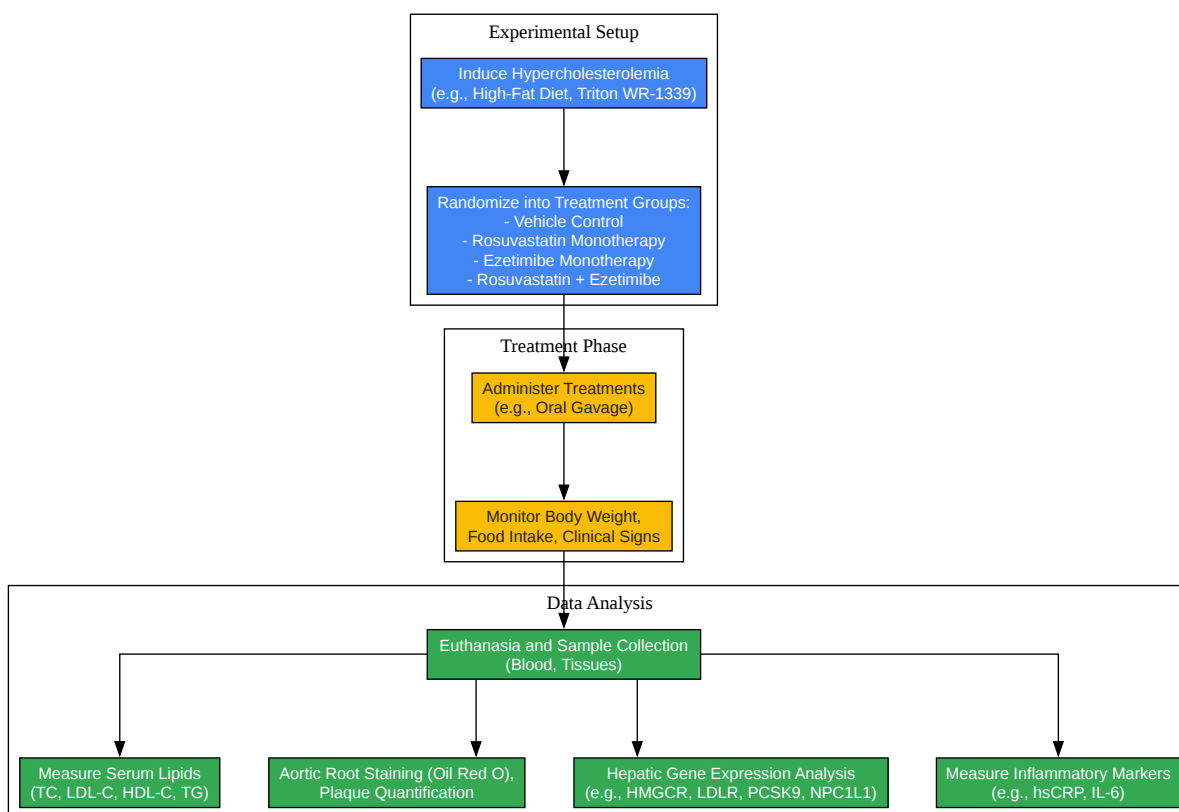 Experimental Setup
Induce Hypercholesterolemia
(e.g., High-Fat Diet, Triton WR-1339)
Randomize into Treatment Groups:
- Vehicle Control
- Rosuvastatin Monotherapy
- Ezetimibe Monotherapy
- Rosuvastatin + Ezetimibe
Treatment Phase
Administer Treatments
(e.g., Oral Gavage)
Monitor Body Weight,
Food Intake, Clinical Signs
Data Analysis
Euthanasia and Sample Collection
(Blood, Tissues)
Measure Serum Lipids
(TC, LDL-C, HDL-C, TG)
Aortic Root Staining (Oil Red O),
Plaque Quantification
Hepatic Gene Expression Analysis
(e.g., HMGCR, LDLR, PCSK9, NPC1L1)
Measure Inflammatory Markers
(e.g., hsCRP, IL-6)